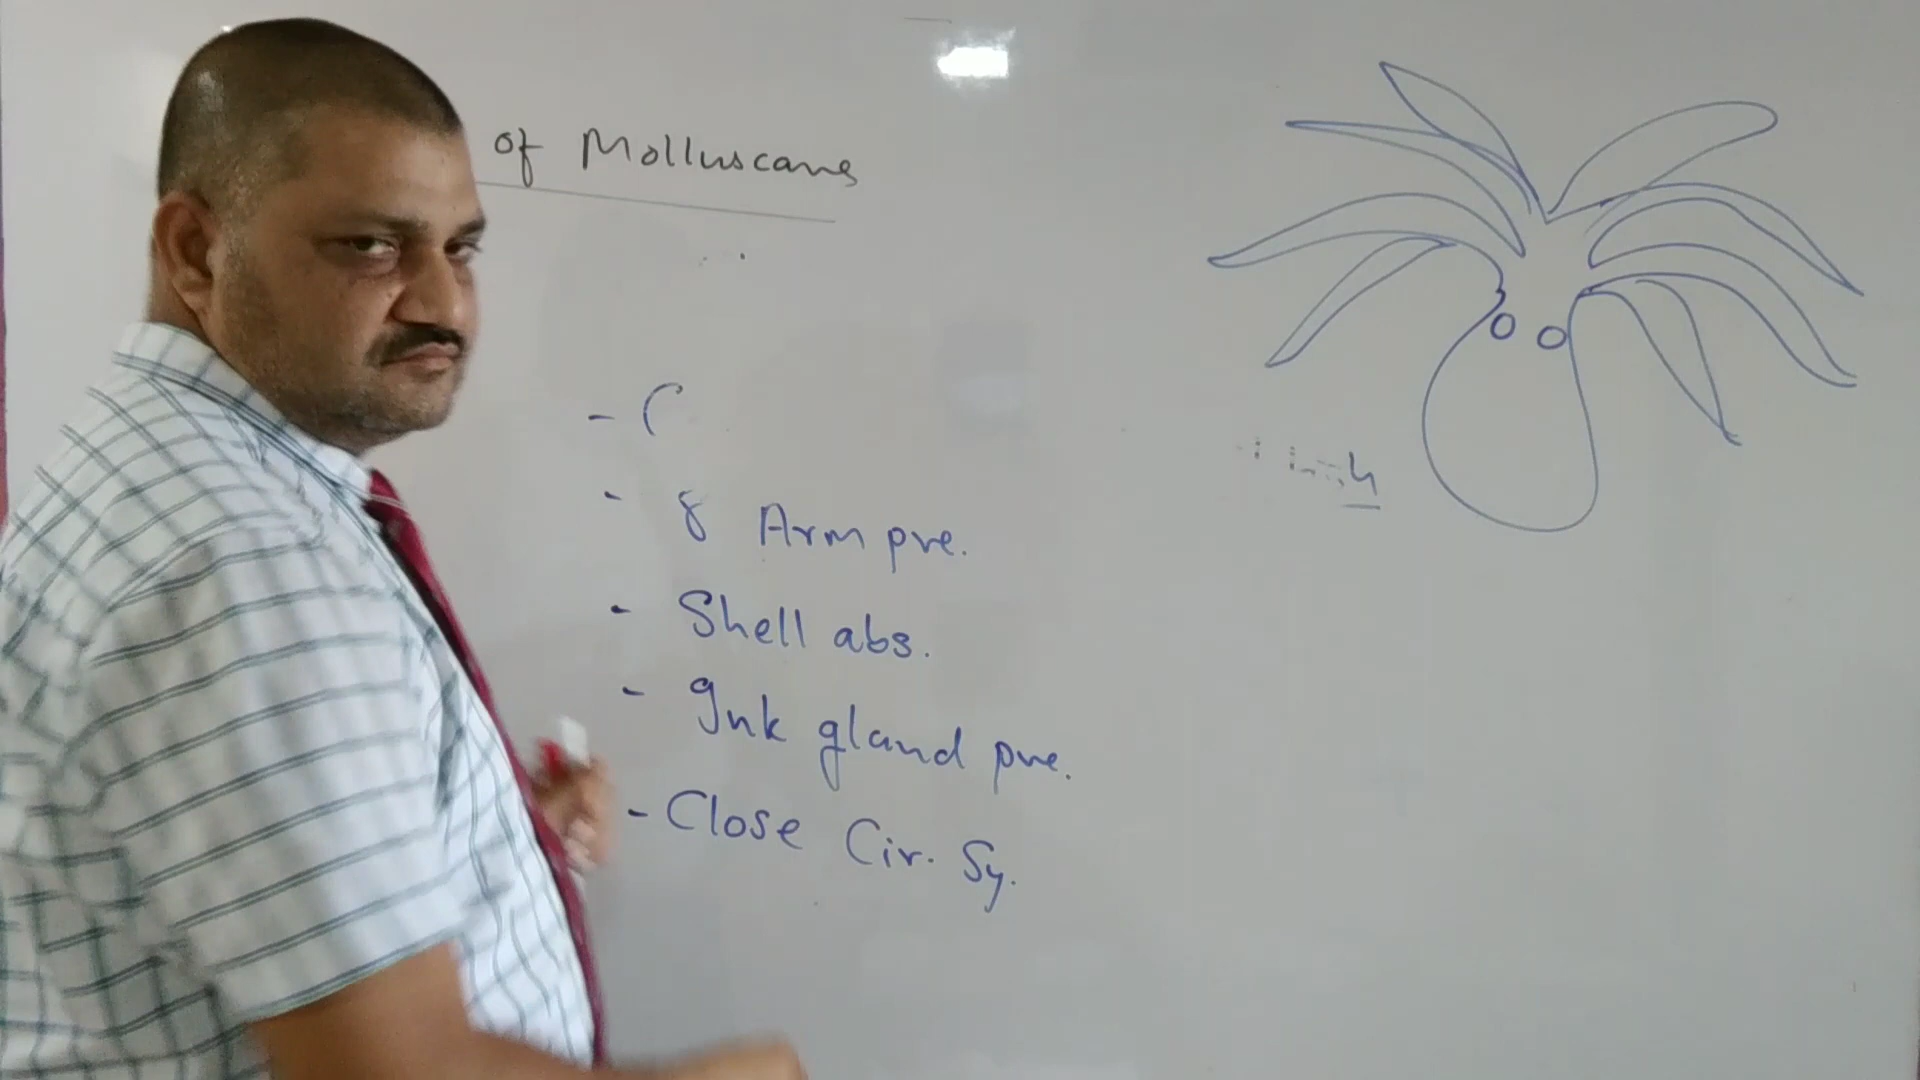 of Molluscans
- C
- 8 Arm pre.
- Shell abs.
- Ink gland pre.
- Close Cir. Sy.